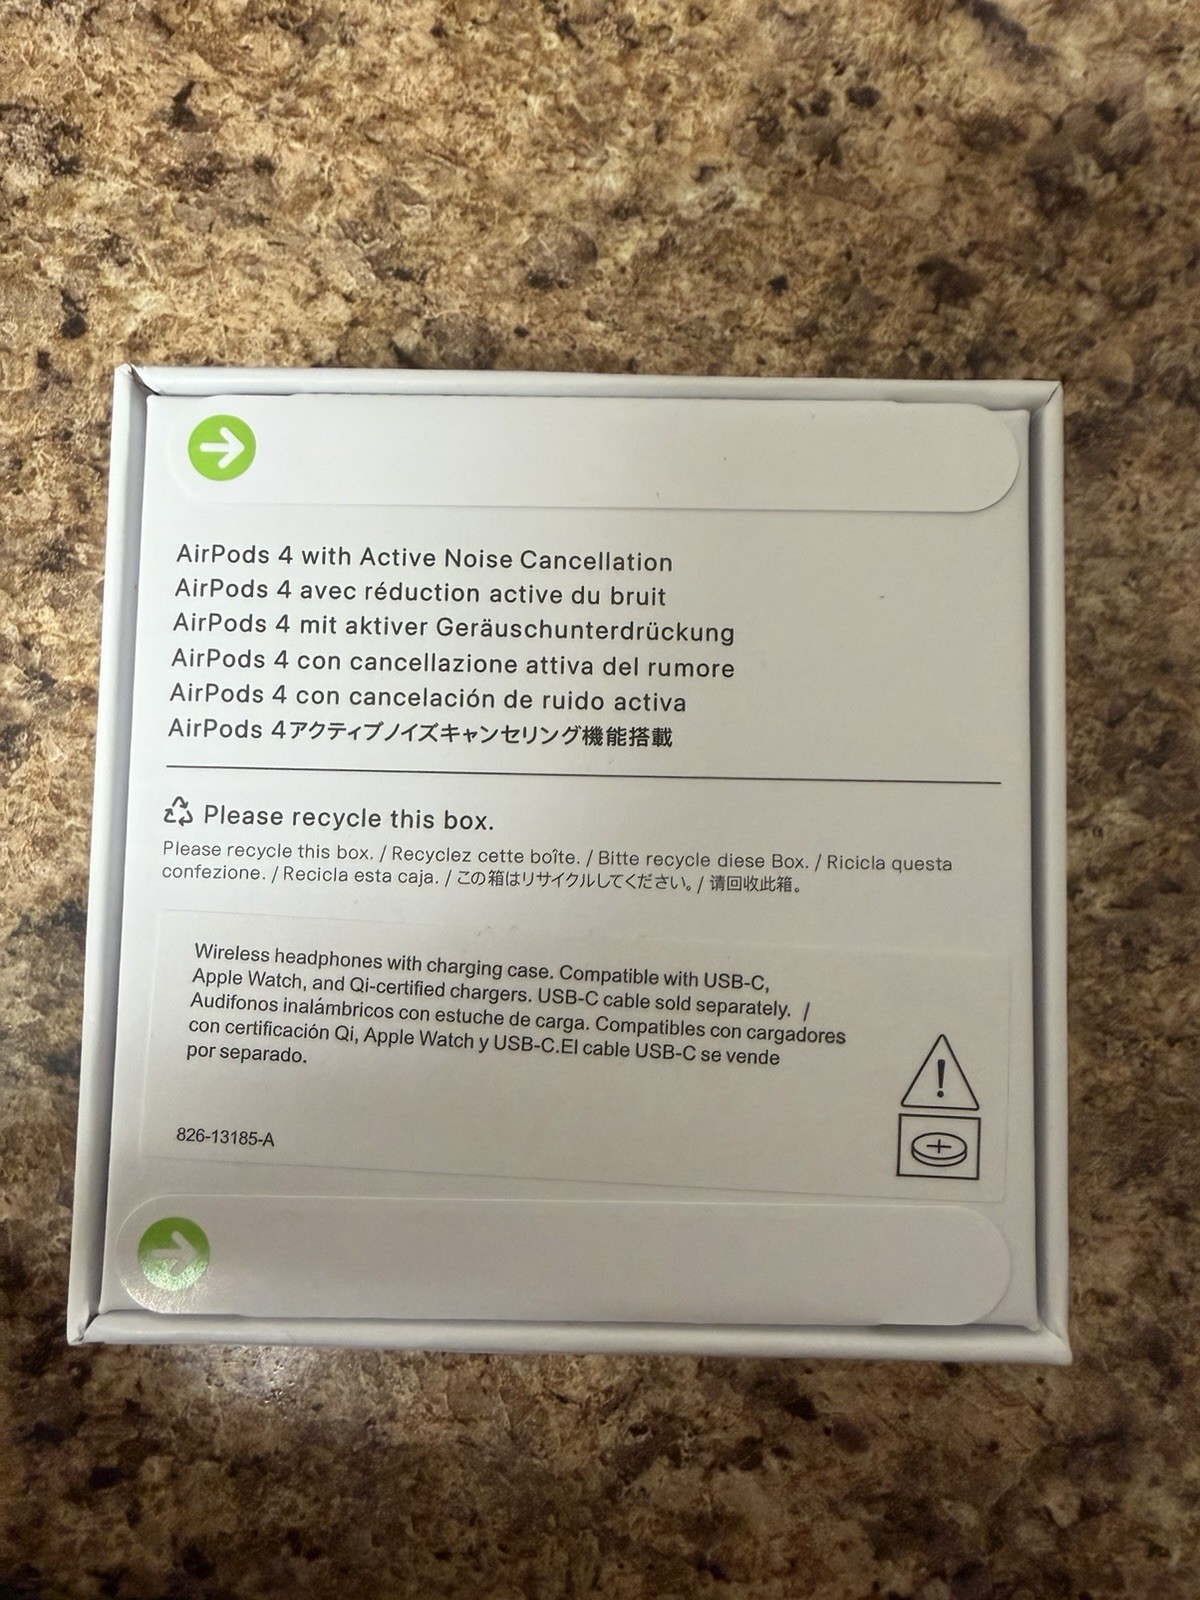 AirPods 4 with Active Noise Cancellation
AirPods 4 avec réduction active du bruit
AirPods 4 mit aktiver Geräuschunterdrückung
AirPods 4 con cancellazione attiva del rumore
AirPods 4 con cancelación de ruido activa
AirPods 4アクティブノイズキャンセリング機能搭載
Please recycle this box.
Please recycle this box. / Recyclez cette boîte. / Bitte recycle diese Box. / Ricicla questa
confezione. / Recicla esta caja. / この箱はリサイクルしてください。/ 请回收此箱。
Wireless headphones with charging case. Compatible with USB-C,
Apple Watch, and Qi-certified chargers. USB-C cable sold separately. /
Audifonos inalámbricos con estuche de carga. Compatibles con cargadores
con certificación Qi, Apple Watch y USB-C.El cable USB-C se vende
por separado.
826-13185-A